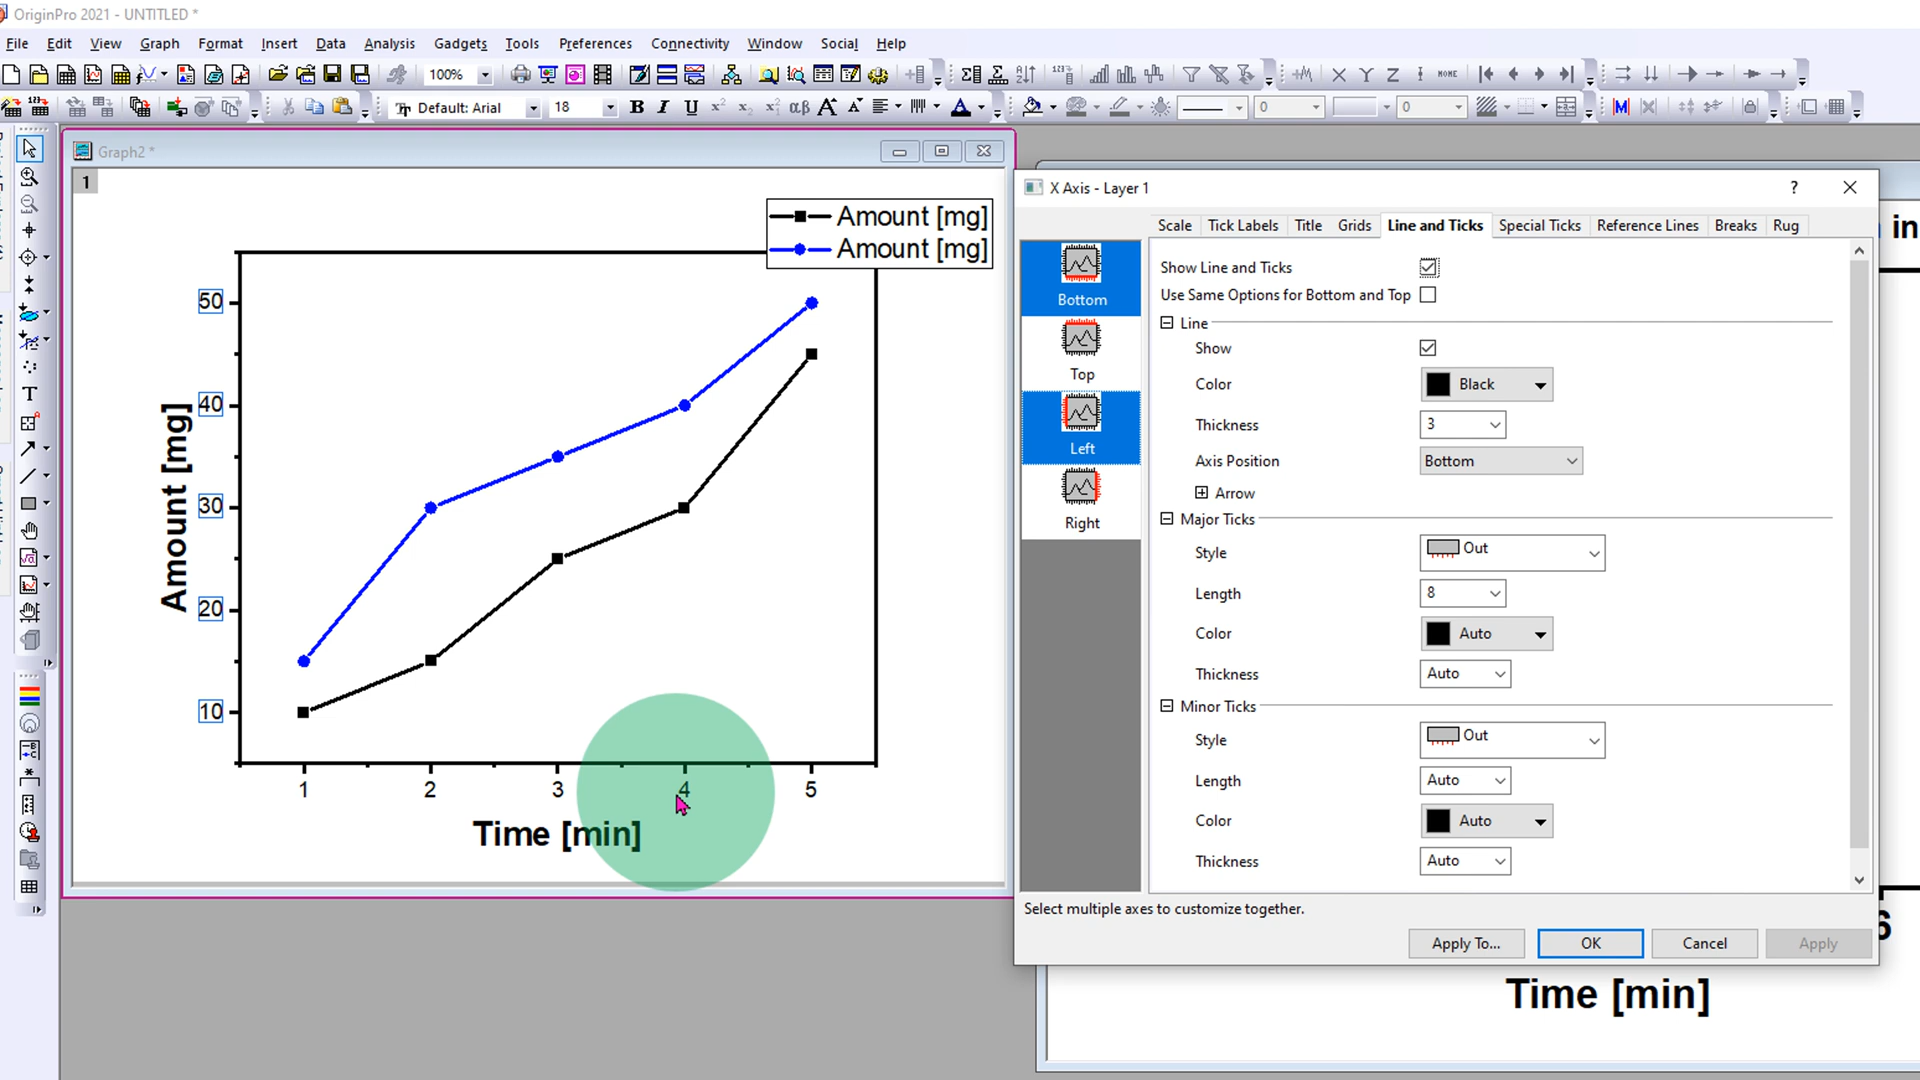 OriginPro 2021 - UNTITLED *
File Edit View Graph Format Insert Data Analysis Gadgets Tools Preferences Connectivity Window Social Help
100%
Default: Arial 18 B I U αβ A A A 0 0
Graph2 *
1
Amount [mg]
Amount [mg]
50
40
30
20
10
Amount [mg]
1 2 3 4 5
Time [min]
X Axis - Layer 1
Scale Tick Labels Title Grids Line and Ticks Special Ticks Reference Lines Breaks Rug
Bottom
Top
Left
Right
Show Line and Ticks
Use Same Options for Bottom and Top
Line
Show
Color Black
Thickness 3
Axis Position Bottom
Arrow
Major Ticks
Style Out
Length 8
Color Auto
Thickness Auto
Minor Ticks
Style Out
Length Auto
Color Auto
Thickness Auto
Select multiple axes to customize together.
Apply To... OK Cancel Apply
in
6
Time [min]